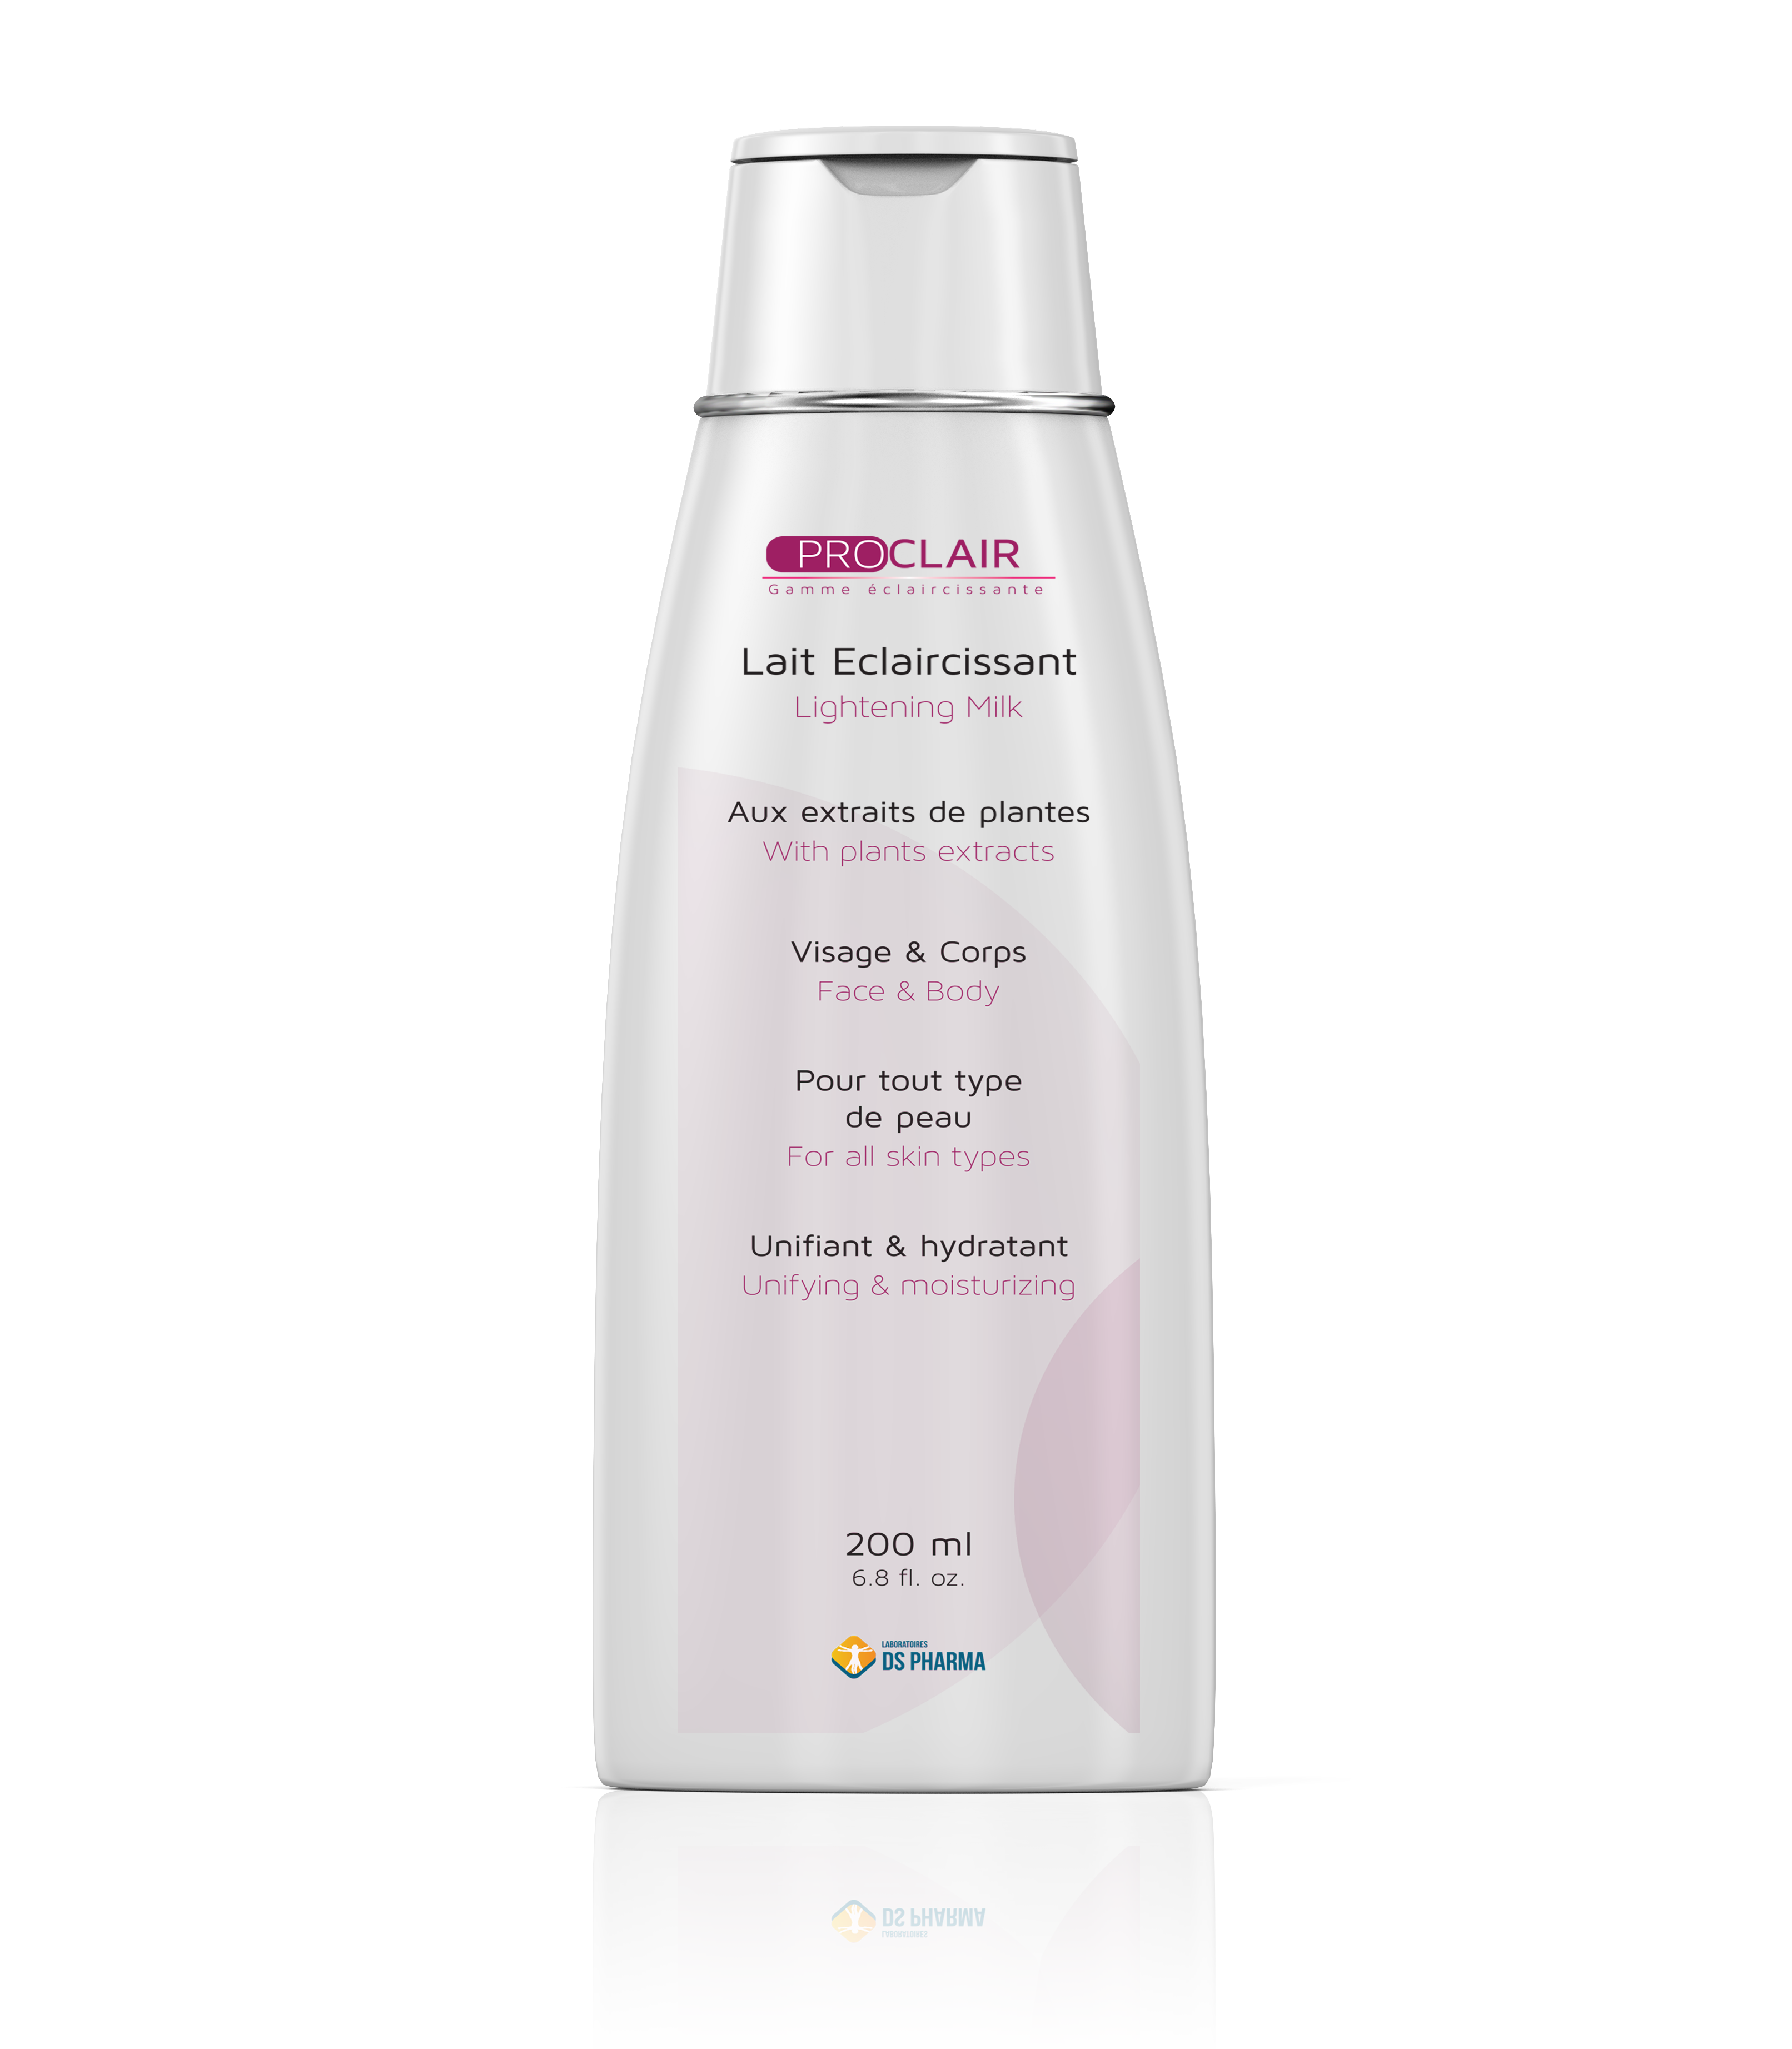 PROCLAIR
Gamme éclaircissante
Lait Eclaircissant
Lightening Milk
Aux extraits de plantes
With plants extracts
Visage & Corps
Face & Body
Pour tout type
de peau
For all skin types
Unifiant & hydratant
Unifying & moisturizing
200 ml
6.8 fl. oz.
LABORATOIRES
DS PHARMA